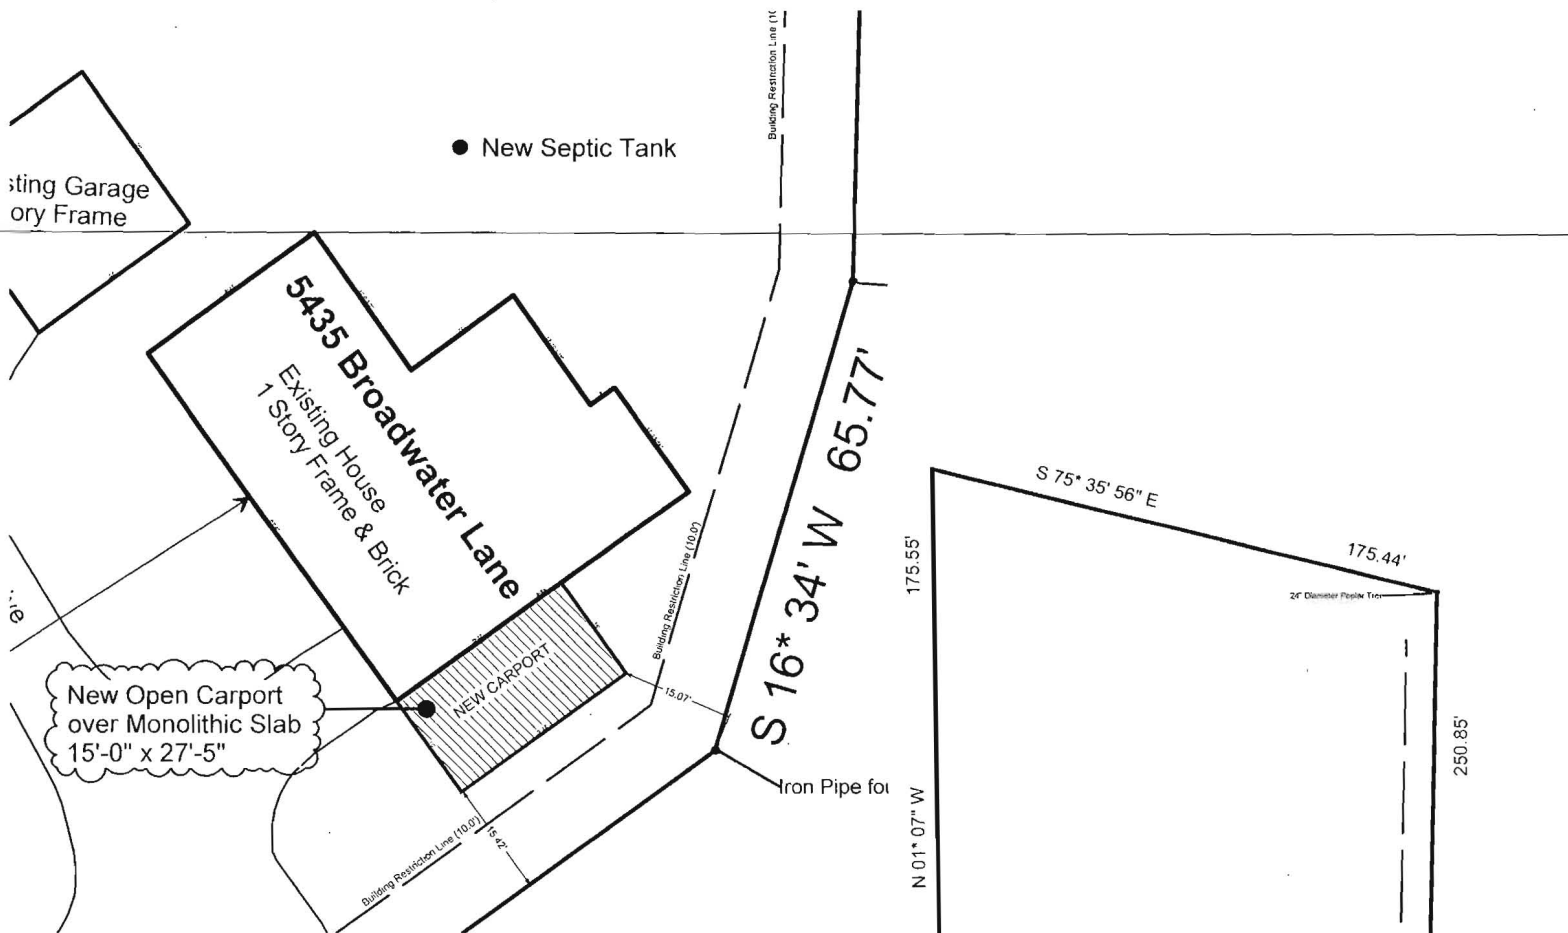 Building Restriction Line (10
New Septic Tank
sting Garage
ory Frame
5435 Broadwater Lane
Existing House
1 Story Frame & Brick
S 16* 34' W 65.77'
Building Restriction Line (10.0')
NEW CARPORT
15.07'
New Open Carport
over Monolithic Slab
15'-0" x 27'-5"
Iron Pipe fou
Building Restriction Line (10.0')
15.42'
S 75* 35' 56" E
175.44'
24" Diameter Poplar Tree
175.55'
N 01* 07" W
250.85'